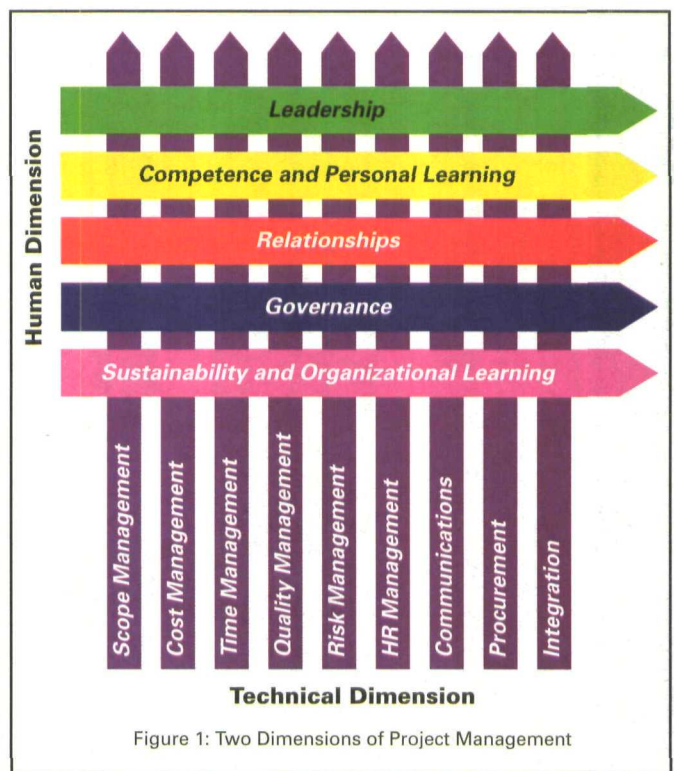 Leadership
Competence and Personal Learning
Relationships
Governance
Sustainability and Organizational Learning
Human Dimension
Scope Management
Cost Management
Time Management
Quality Management
Risk Management
HR Management
Communications
Procurement
Integration
Technical Dimension
Figure 1: Two Dimensions of Project Management